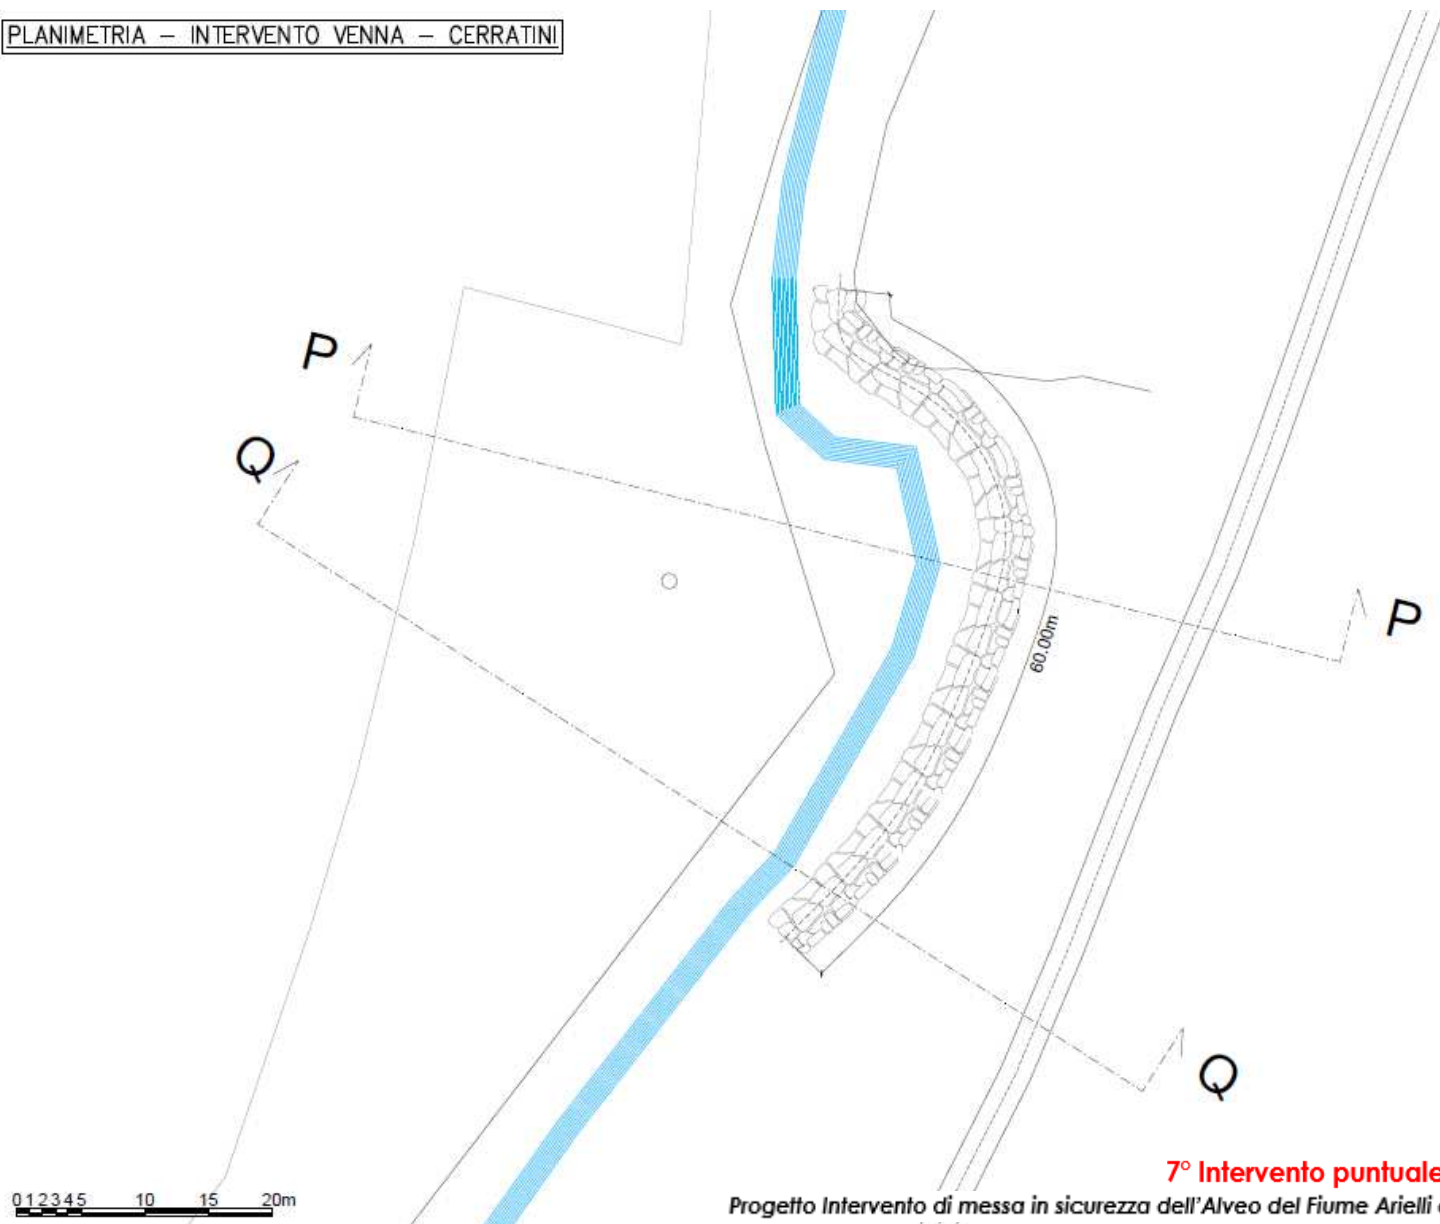 PLANIMETRIA – INTERVENTO VENNA – CERRATINI
P
Q
P
60.00m
Q
7° Intervento puntuale
0 1 2 3 4 5 10 15 20m
Progetto Intervento di messa in sicurezza dell'Alveo del Fiume Arielli